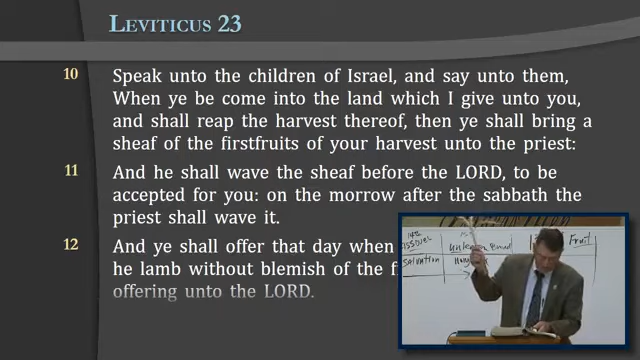 LEVITICUS 23
10 Speak unto the children of Israel, and say unto them,
When ye be come into the land which I give unto you,
and shall reap the harvest thereof, then ye shall bring a
sheaf of the firstfruits of your harvest unto the priest:
11 And he shall wave the sheaf before the LORD, to be
accepted for you: on the morrow after the sabbath the
priest shall wave it.
12 And ye shall offer that day when
he lamb without blemish of the f
offering unto the LORD.
Fruit
salvation